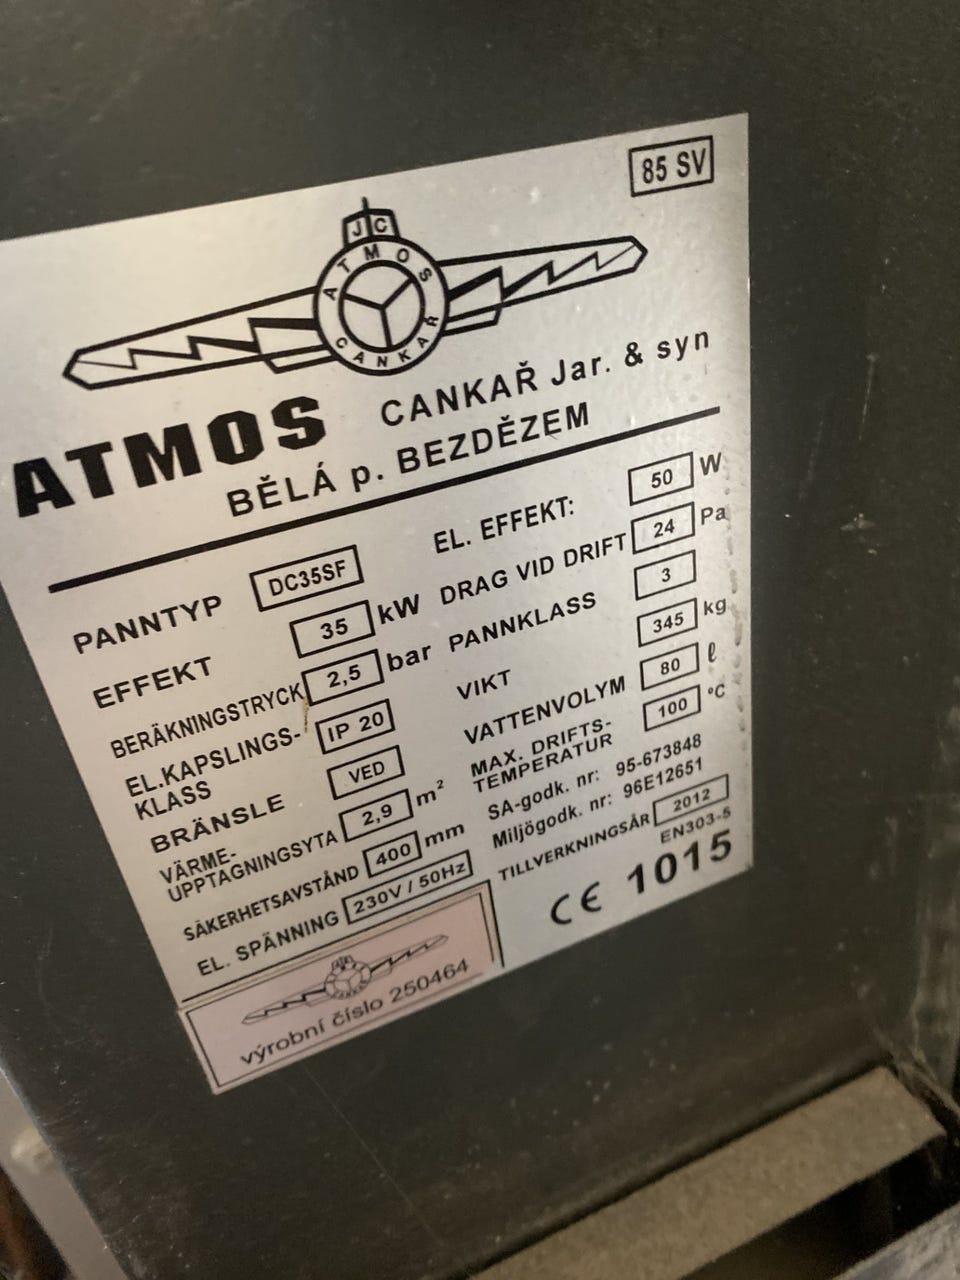 85 SV
JC
ATMOS
CANKAŘ
ATMOS CANKAŘ Jar. & syn
BĚLÁ p. BEZDĚZEM
PANNTYP DC35SF
EFFEKT 35 kW
BERÄKNINGSTRYCK 2,5 bar
EL.KAPSLINGS-
KLASS IP 20
BRÄNSLE VED
VÄRME-
UPPTAGNINGSYTA 2,9 m²
SÄKERHETSAVSTÅND 400 mm
EL. SPÄNNING 230V / 50Hz
EL. EFFEKT: 50 W
DRAG VID DRIFT 24 Pa
PANNKLASS 3
VIKT 345 kg
VATTENVOLYM 80 ℓ
MAX. DRIFTS-
TEMPERATUR 100 °C
SA-godk. nr: 95-673848
Miljögodk. nr: 96E12651
TILLVERKNINGSÅR 2012
EN303-5
CE 1015
výrobní číslo 250464